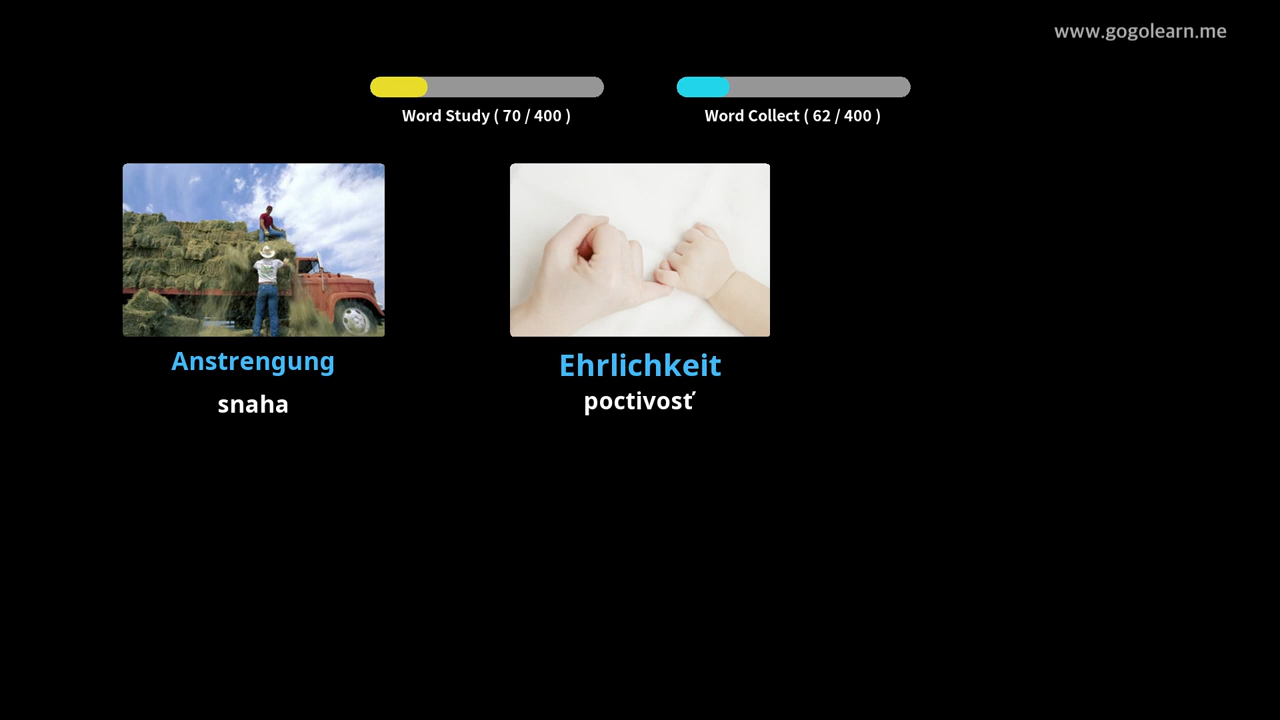 www.gogolearn.me
Word Study ( 70 / 400 )
Word Collect ( 62 / 400 )
Anstrengung
snaha
Ehrlichkeit
poctivosť